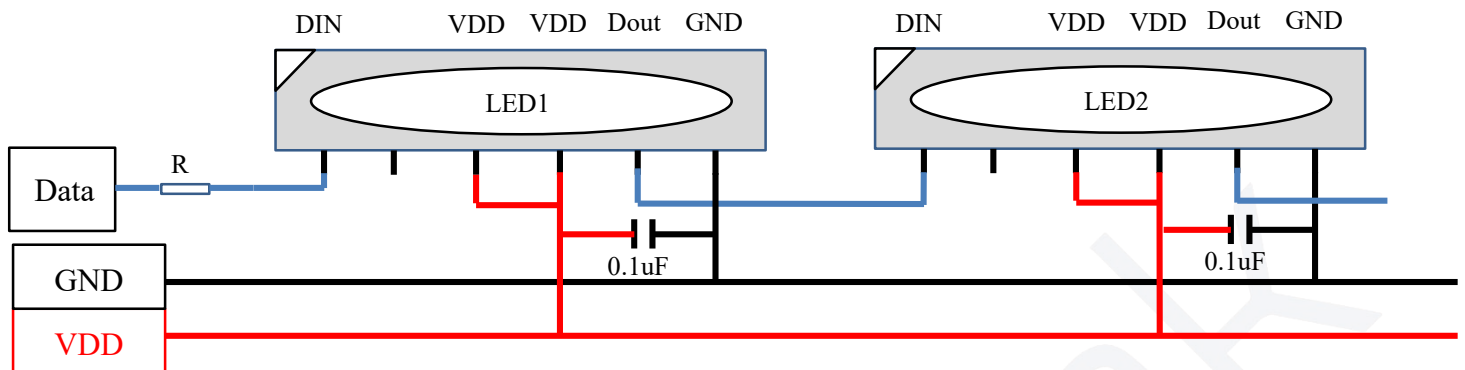 DIN VDD VDD Dout GND
DIN VDD VDD Dout GND
LED1
LED2
R
Data
0.1uF
0.1uF
GND
VDD